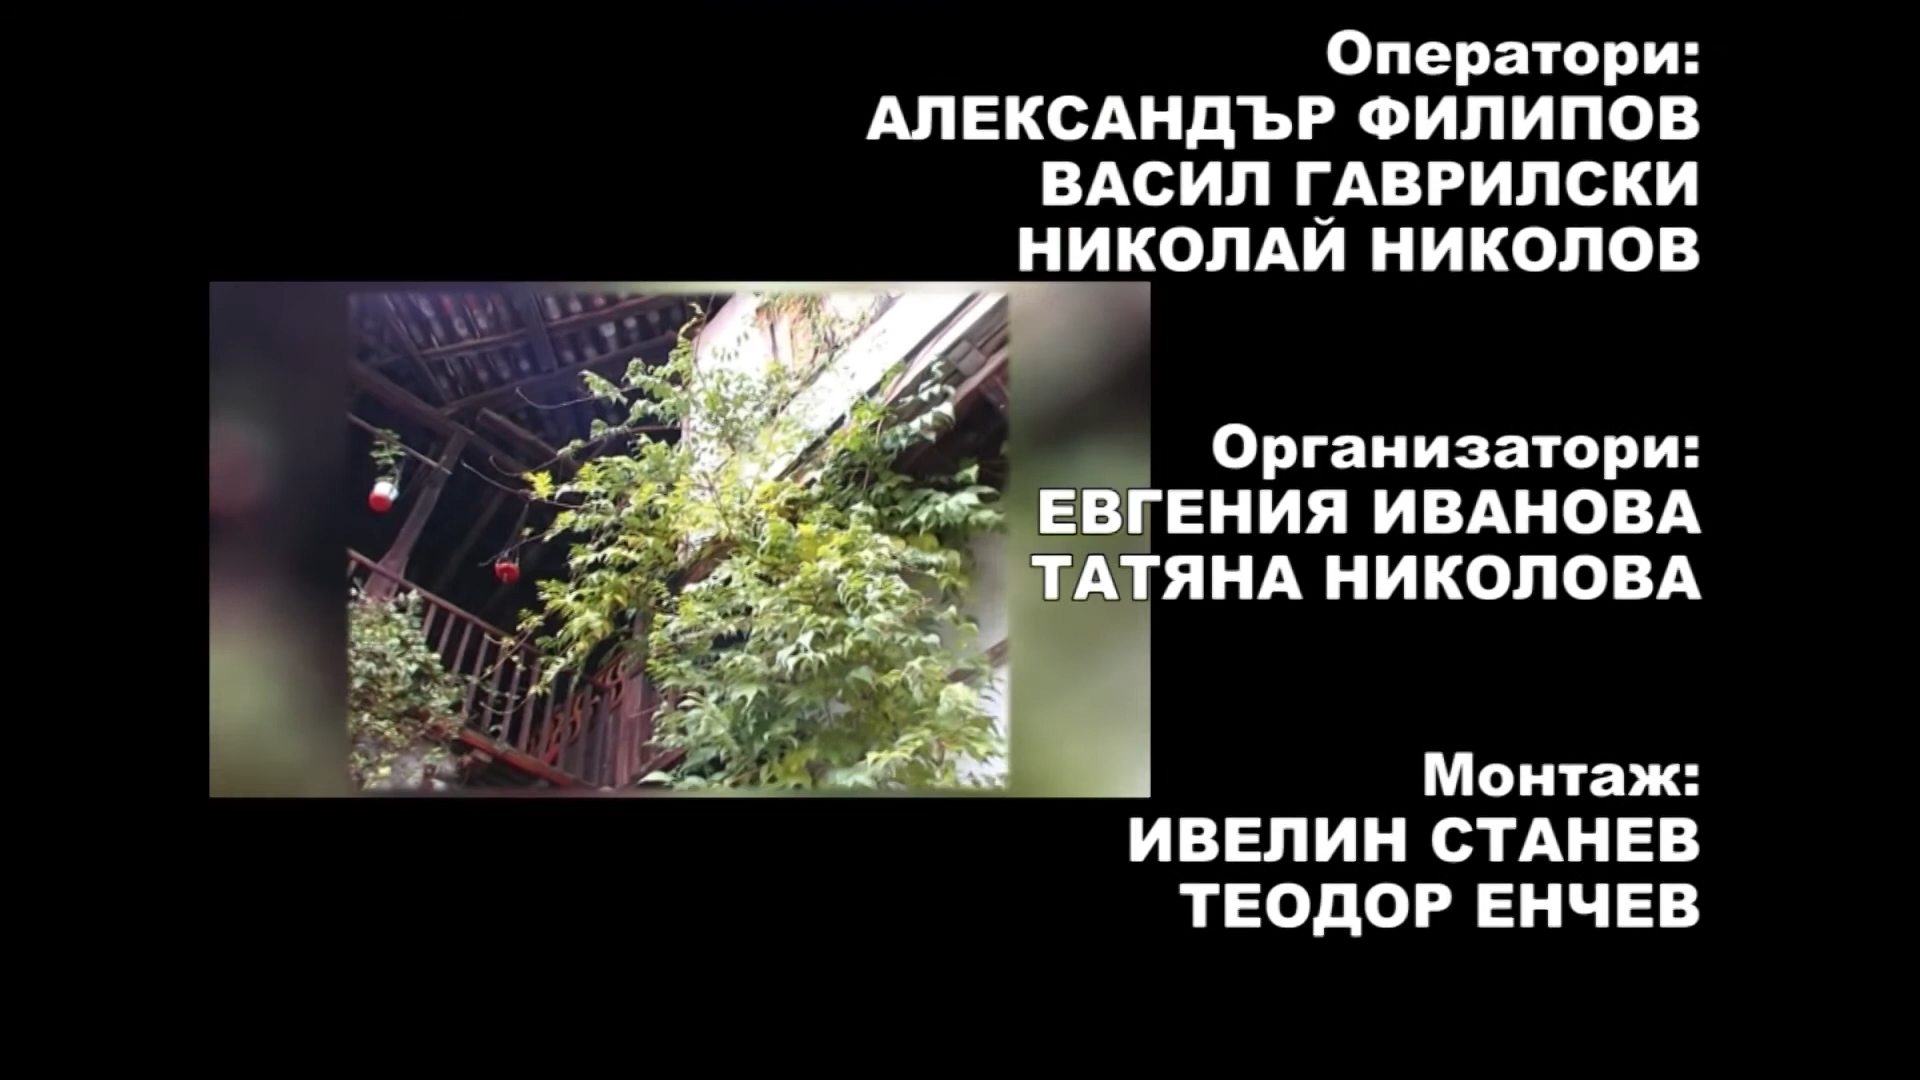 Оператори:
АЛЕКСАНДЪР ФИЛИПОВ
ВАСИЛ ГАВРИЛСКИ
НИКОЛАЙ НИКОЛОВ
Организатори:
ЕВГЕНИЯ ИВАНОВА
ТАТЯНА НИКОЛОВА
Монтаж:
ИВЕЛИН СТАНЕВ
ТЕОДОР ЕНЧЕВ